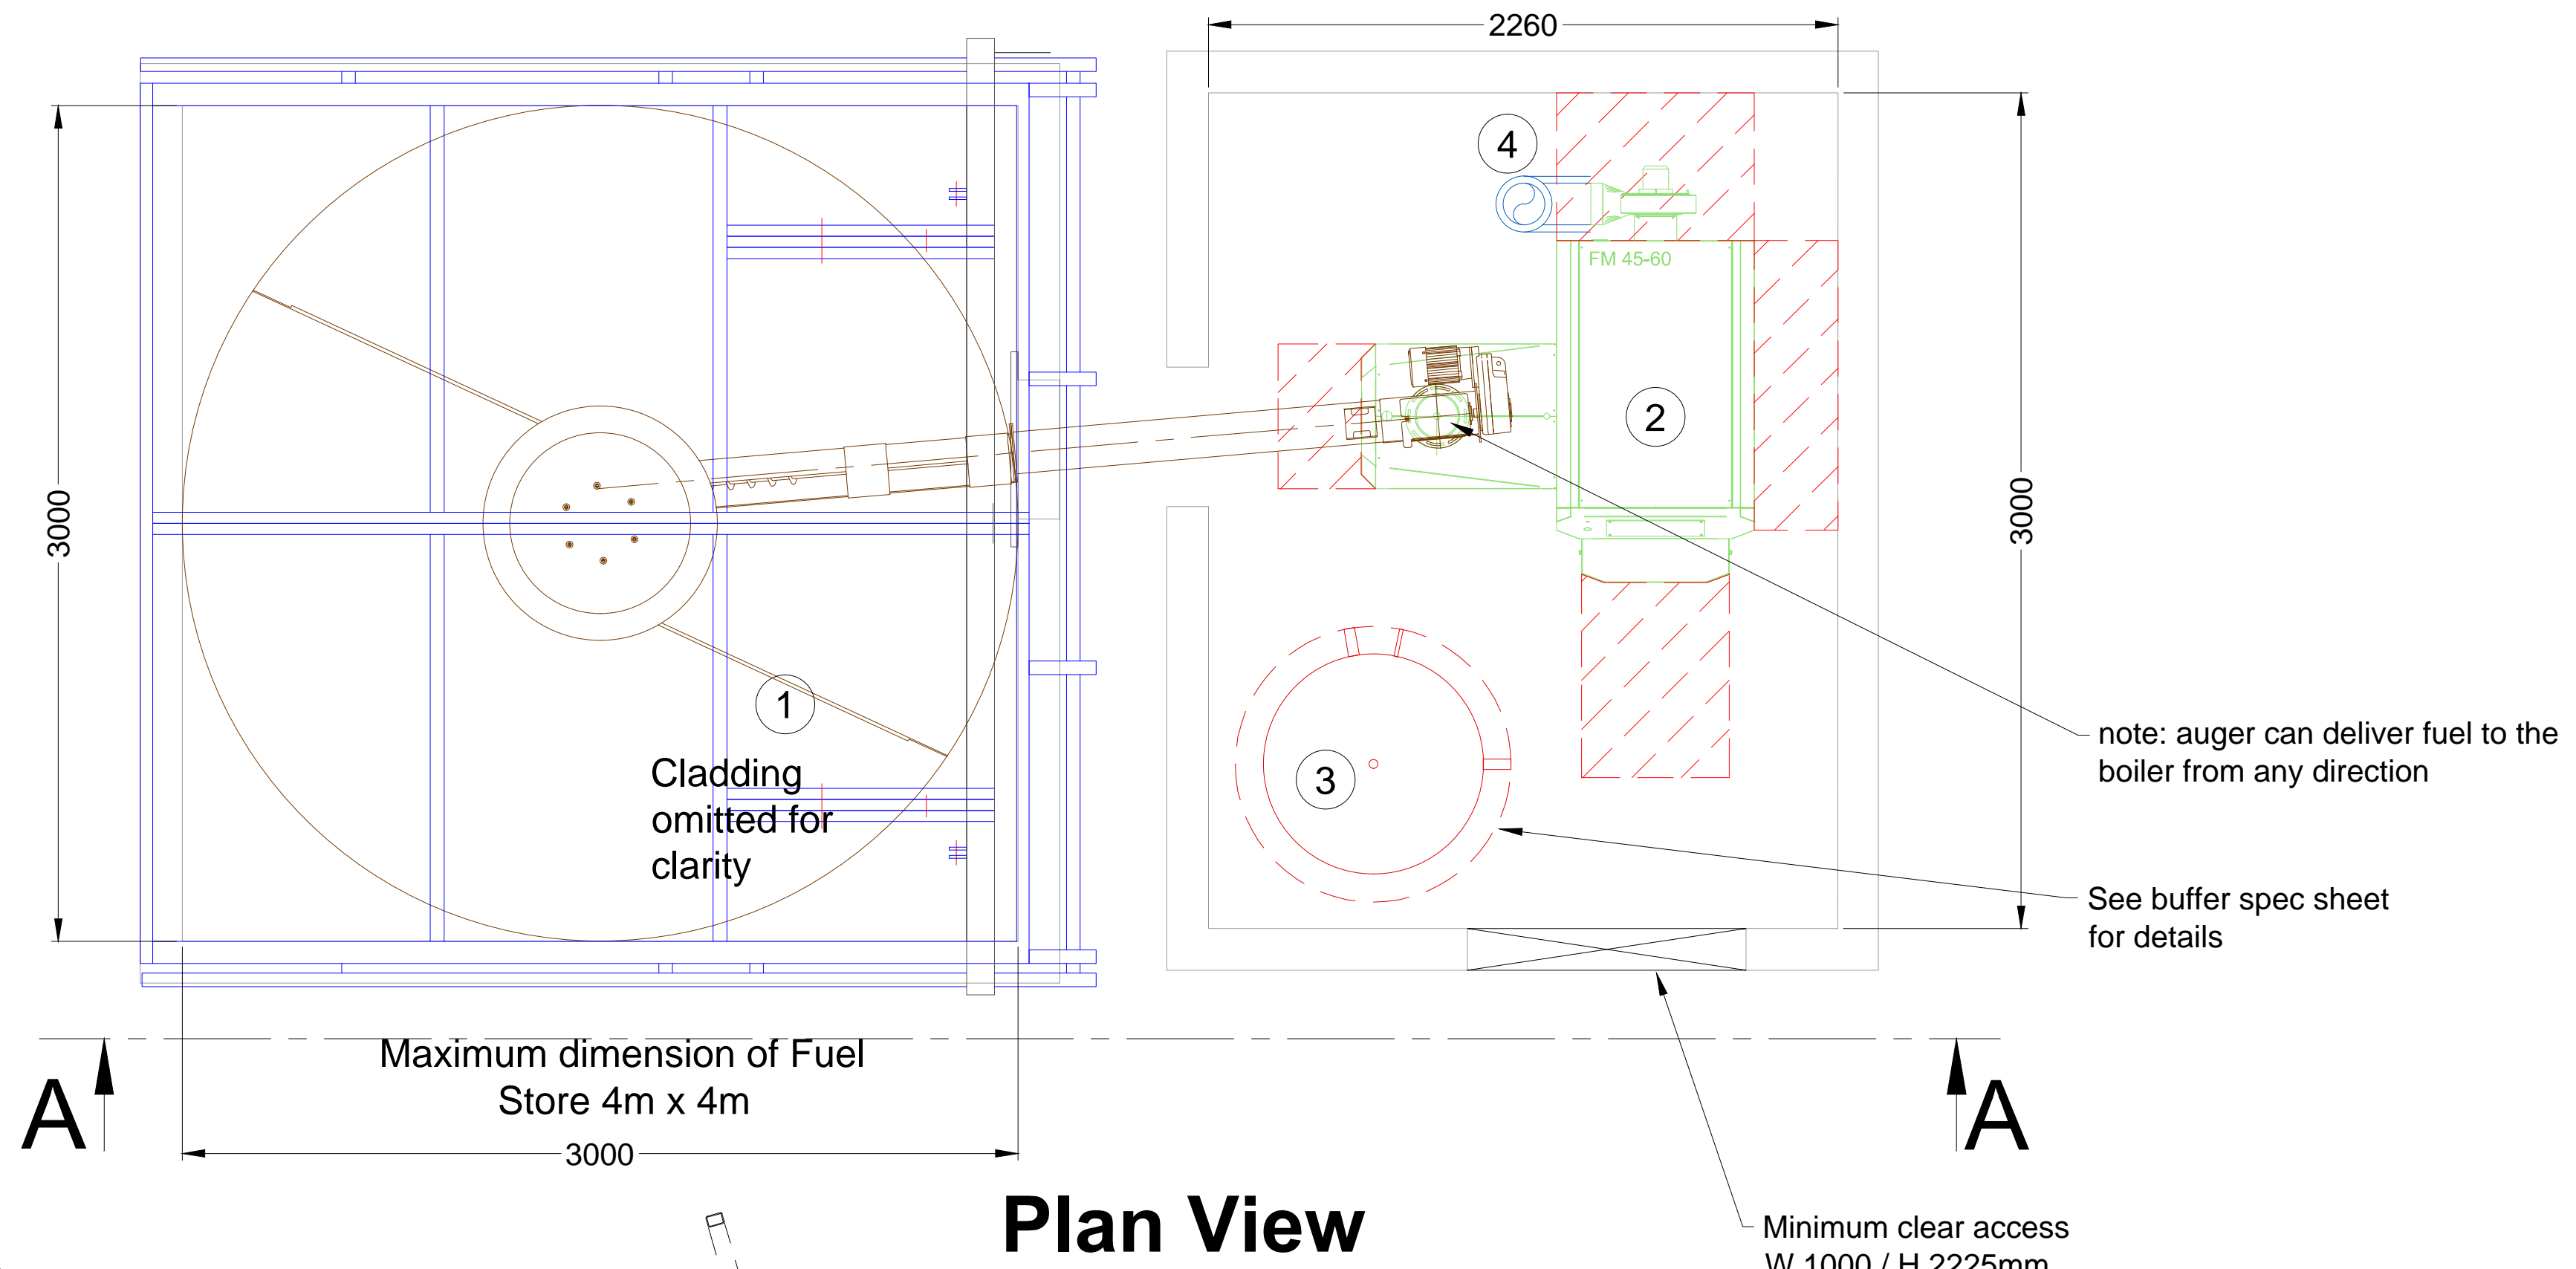 2260
4
FM 45-60
2
3000
3000
1
Cladding
omitted for
clarity
3
note: auger can deliver fuel to the
boiler from any direction
See buffer spec sheet
for details
Maximum dimension of Fuel
Store 4m x 4m
A
A
3000
Plan View
Minimum clear access
W 1000 / H 2225mm